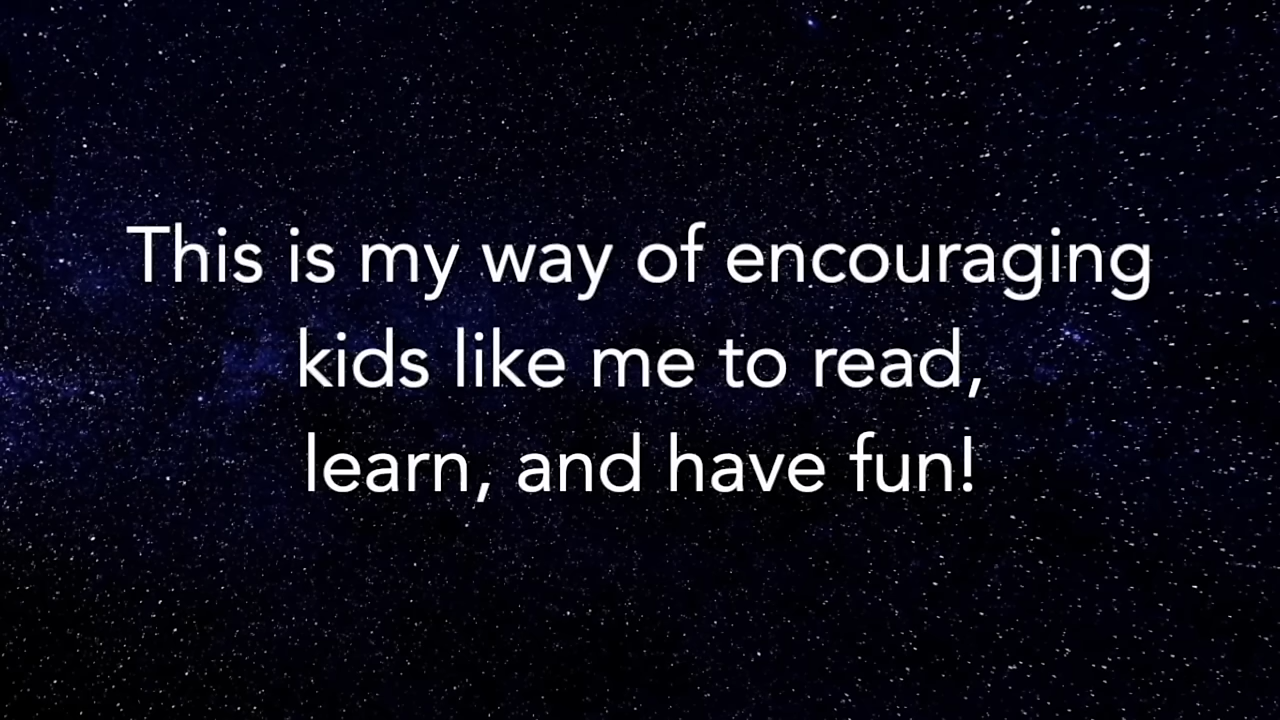 This is my way of encouraging
kids like me to read,
learn, and have fun!